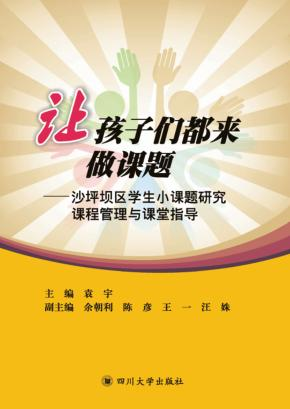 让孩子们都来
做课题
——沙坪坝区学生小课题研究
课程管理与课堂指导
主 编 袁 宇
副主编 余朝利 陈 彦 王 一 汪 姝
四川大学出版社